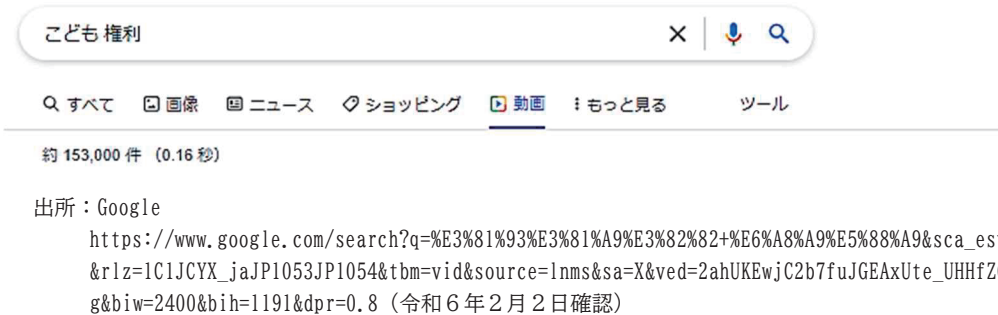 こども 権利
すべて 画像 ニュース ショッピング 動画 もっと見る ツール
約 153,000 件 (0.16 秒)
出所：Google
https://www.google.com/search?q=%E3%81%93%E3%81%A9%E3%82%82+%E6%A8%A9%E5%88%A9&sca_es
&rlz=1C1JCYX_jaJP1053JP1054&tbm=vid&source=lnms&sa=X&ved=2ahUKEwjC2b7fuJGEAxUte_UHHfZ
g&biw=2400&bih=1191&dpr=0.8（令和６年２月２日確認）